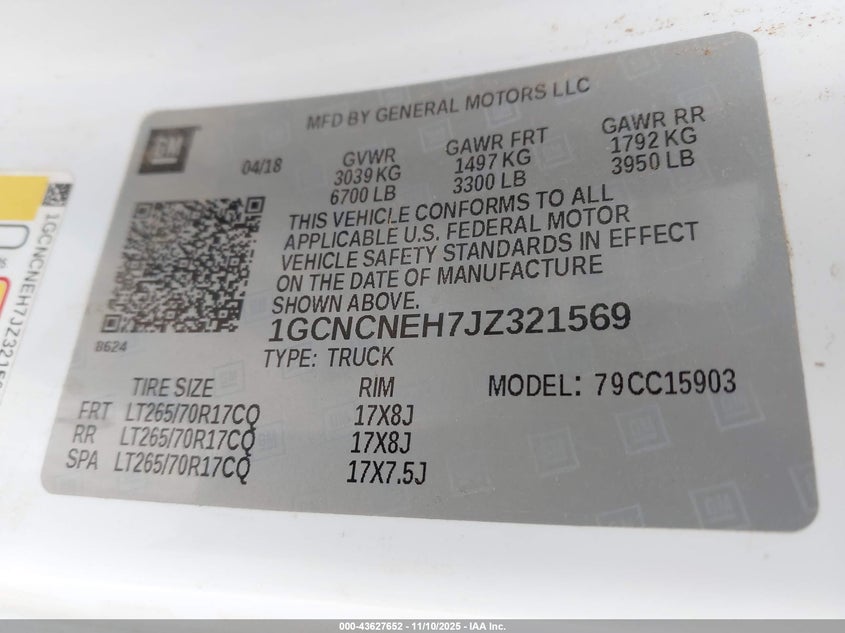 MFD BY GENERAL MOTORS LLC
GM
04/18
GVWR
3039 KG
6700 LB
GAWR FRT
1497 KG
3300 LB
GAWR RR
1792 KG
3950 LB
THIS VEHICLE CONFORMS TO ALL
APPLICABLE U.S. FEDERAL MOTOR
VEHICLE SAFETY STANDARDS IN EFFECT
ON THE DATE OF MANUFACTURE
SHOWN ABOVE.
1GCNCNEH7JZ321569
8624
TYPE: TRUCK
TIRE SIZE RIM MODEL: 79CC15903
FRT LT265/70R17CQ 17X8J
RR LT265/70R17CQ 17X8J
SPA LT265/70R17CQ 17X7.5J
000-43627652 - 11/10/2025 - IAA Inc.